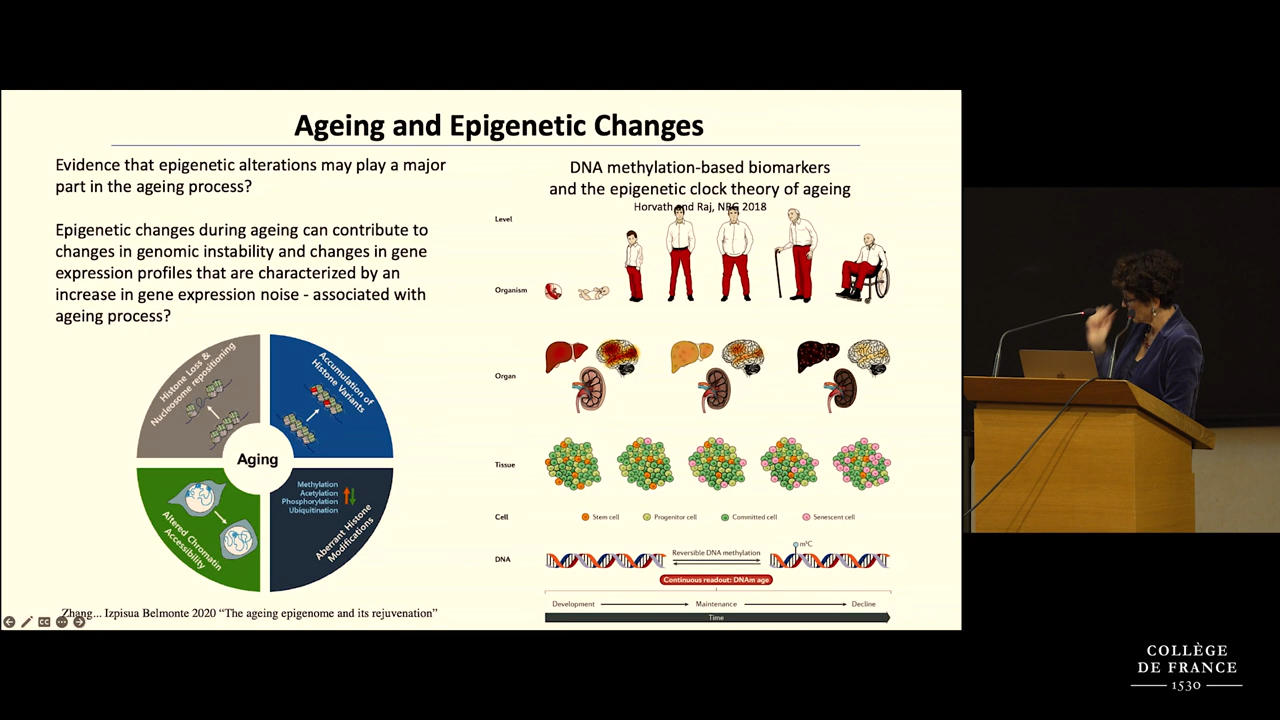 Ageing and Epigenetic Changes
Evidence that epigenetic alterations may play a major
part in the ageing process?
Epigenetic changes during ageing can contribute to
changes in genomic instability and changes in gene
expression profiles that are characterized by an
increase in gene expression noise - associated with
ageing process?
Histone Loss &
Nucleosome repositioning
Accumulation of
Histone Variants
Aging
Altered Chromatin
Accessibility
Methylation
Acetylation
Phosphorylation
Ubiquitination
Aberrant Histone
Modifications
Zhang... Izpisua Belmonte 2020 “The ageing epigenome and its rejuvenation”
CC
DNA methylation-based biomarkers
and the epigenetic clock theory of ageing
Horvath and Raj, NRG 2018
Level
Organism
Organ
Tissue
Cell
Stem cell
Progenitor cell
Committed cell
Senescent cell
DNA
Reversible DNA methylation
m⁵C
Continuous readout: DNAm age
Development
Maintenance
Decline
Time
COLLÈGE
DE FRANCE
1530